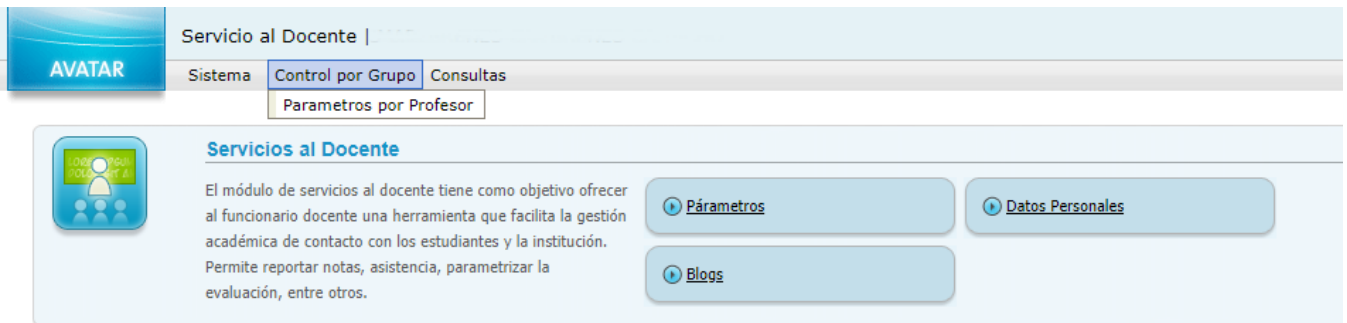 Servicio al Docente |
AVATAR
Sistema Control por Grupo Consultas
Parametros por Profesor
Servicios al Docente
El módulo de servicios al docente tiene como objetivo ofrecer
al funcionario docente una herramienta que facilita la gestión
académica de contacto con los estudiantes y la institución.
Permite reportar notas, asistencia, parametrizar la
evaluación, entre otros.
Párametros
Datos Personales
Blogs